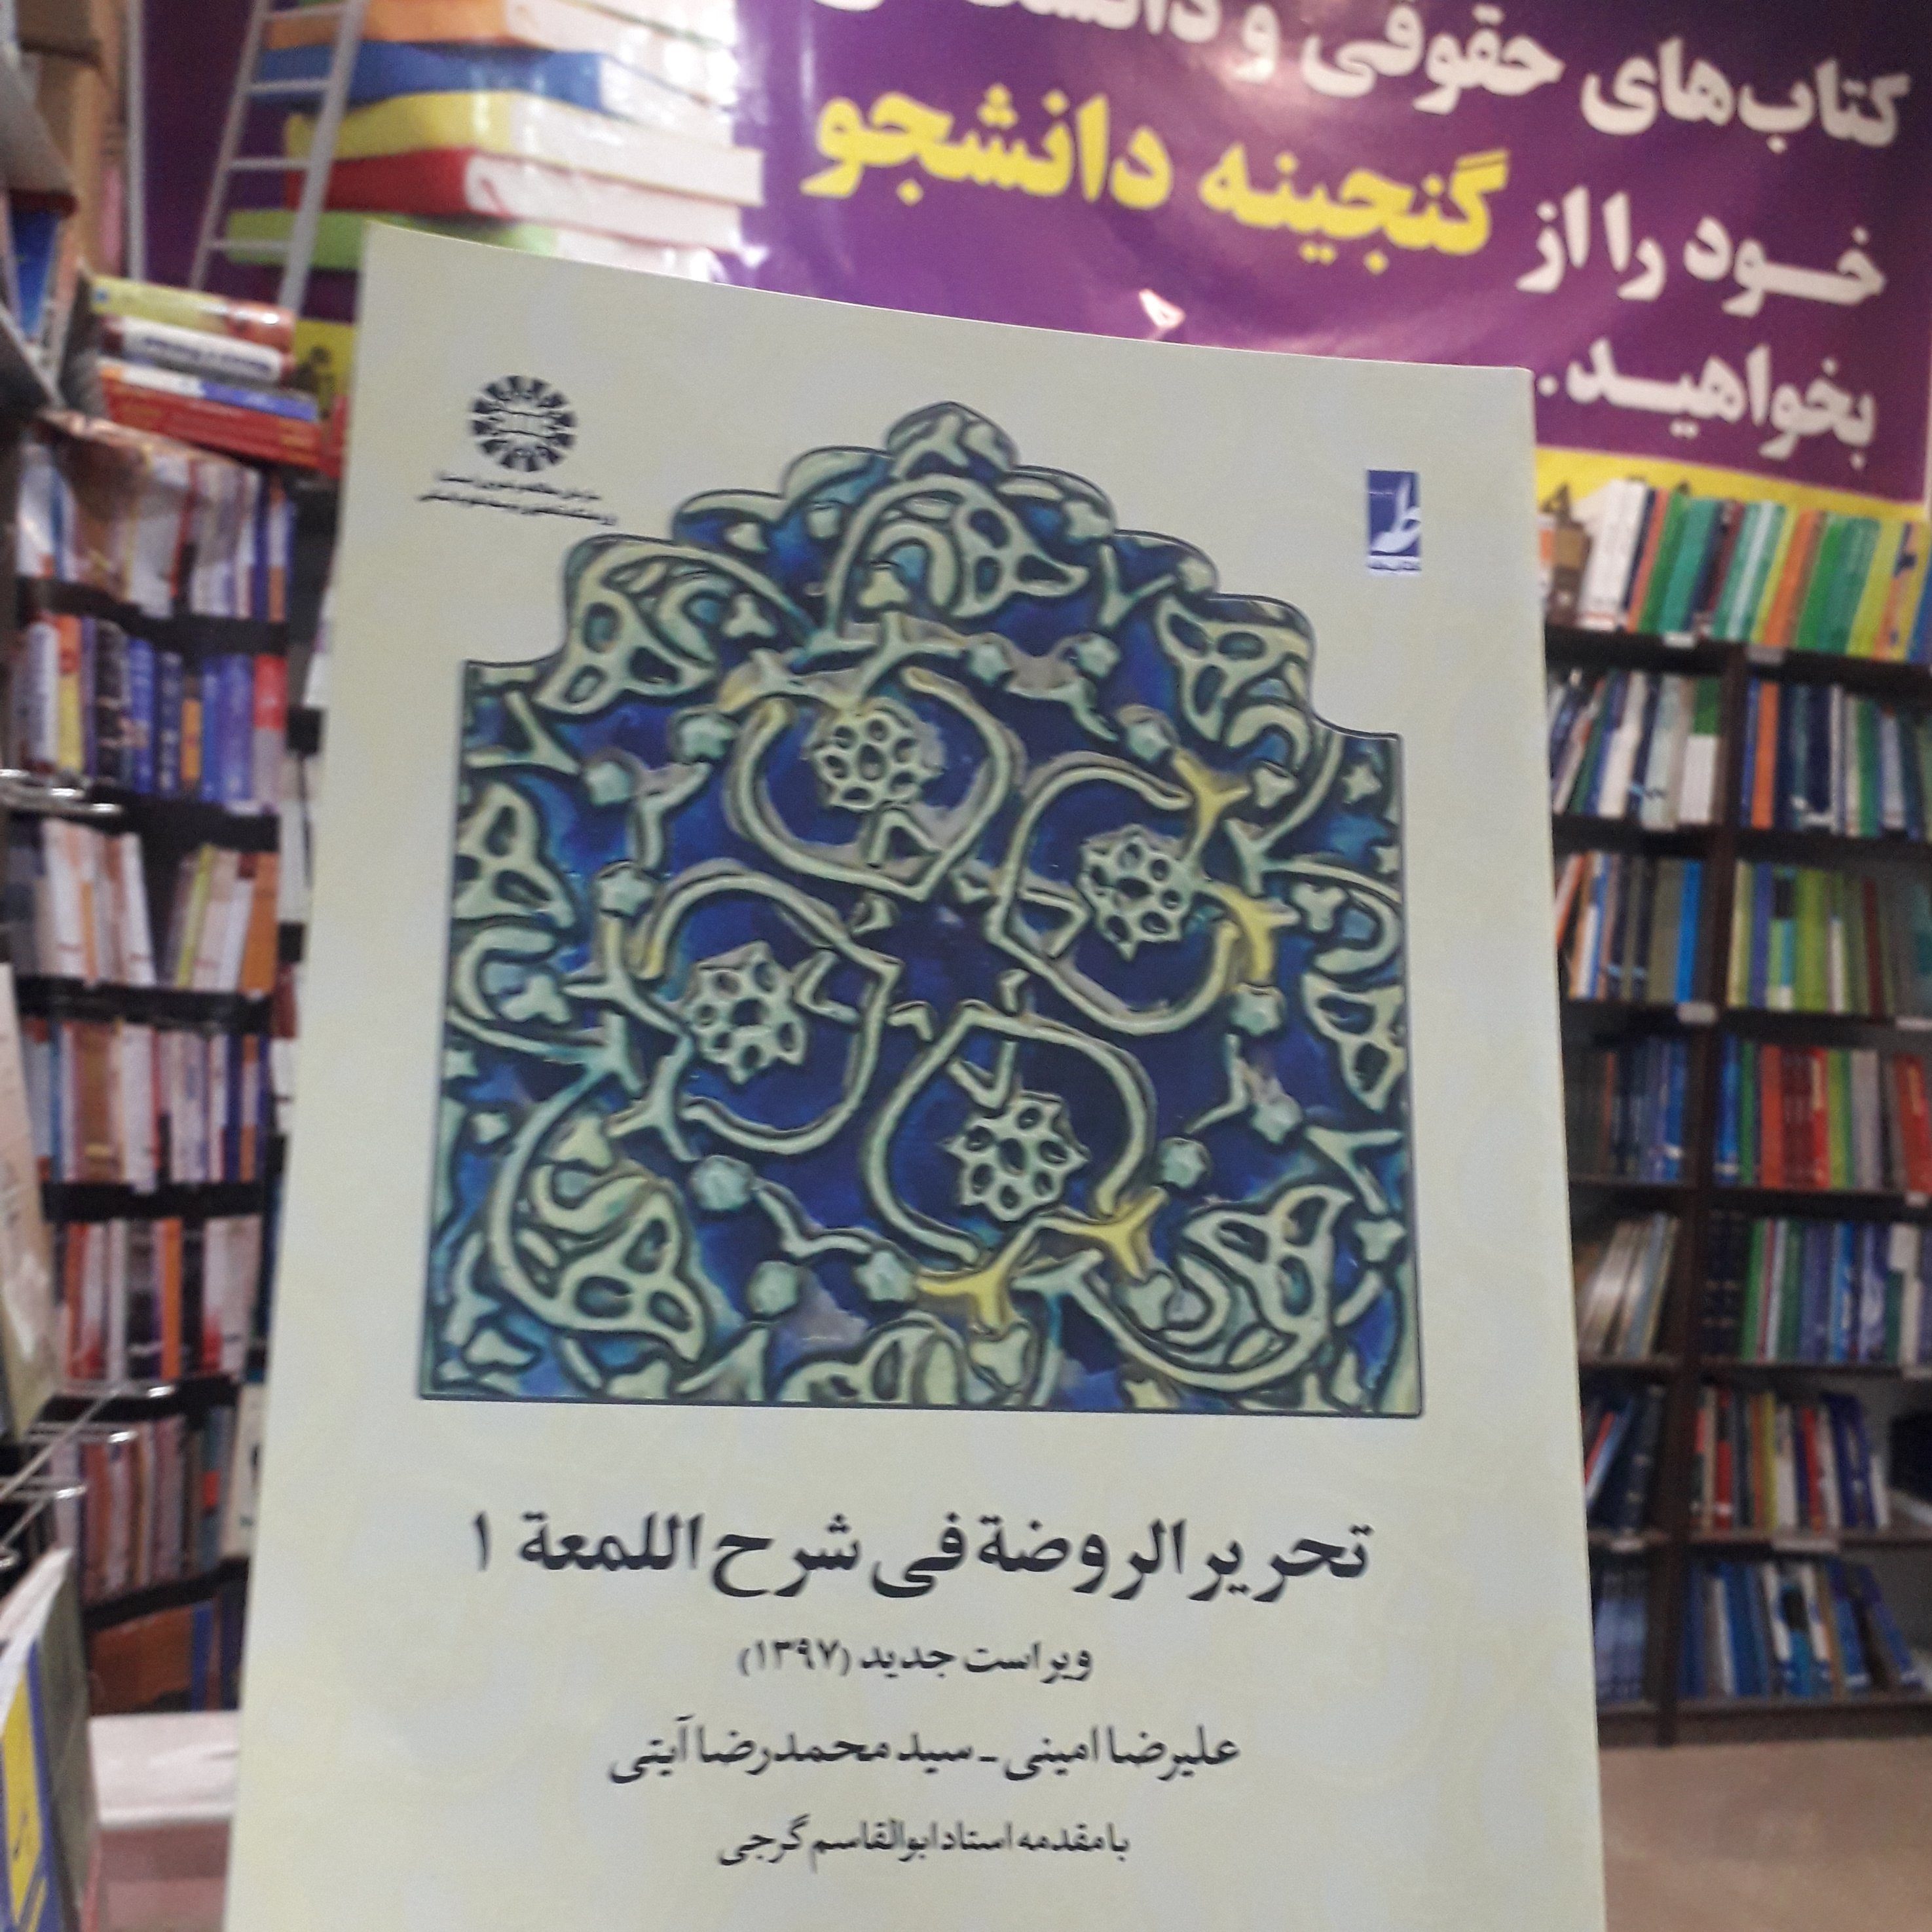 کتاب‌های حقوقی و
خود را از گنجینه دانشجو
بخواهید.
تحریر الروضة فی شرح اللمعة ۱
ویراست جدید (۱۳۹۷)
علیرضا امینی - سید محمدرضا آیتی
با مقدمه استاد ابوالقاسم گرجی